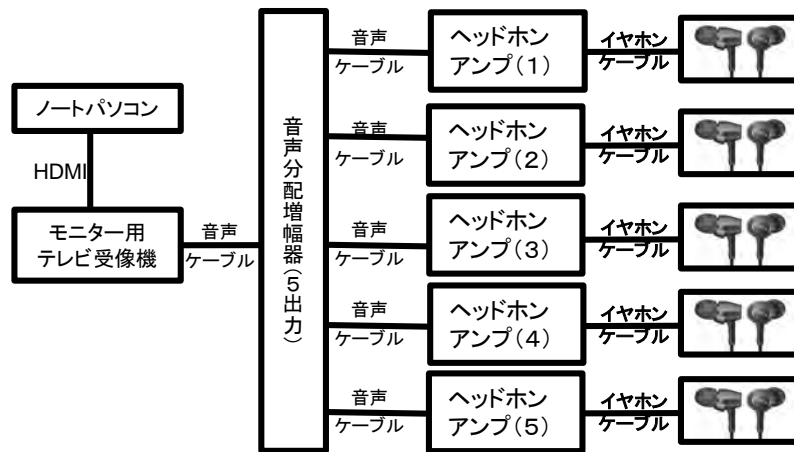 ノートパソコン
HDMI
モニター用
テレビ受像機
音声
ケーブル
音声分配増幅器(5出力)
音声
ケーブル
ヘッドホン
アンプ(1)
イヤホン
ケーブル
音声
ケーブル
ヘッドホン
アンプ(2)
イヤホン
ケーブル
音声
ケーブル
ヘッドホン
アンプ(3)
イヤホン
ケーブル
音声
ケーブル
ヘッドホン
アンプ(4)
イヤホン
ケーブル
音声
ケーブル
ヘッドホン
アンプ(5)
イヤホン
ケーブル